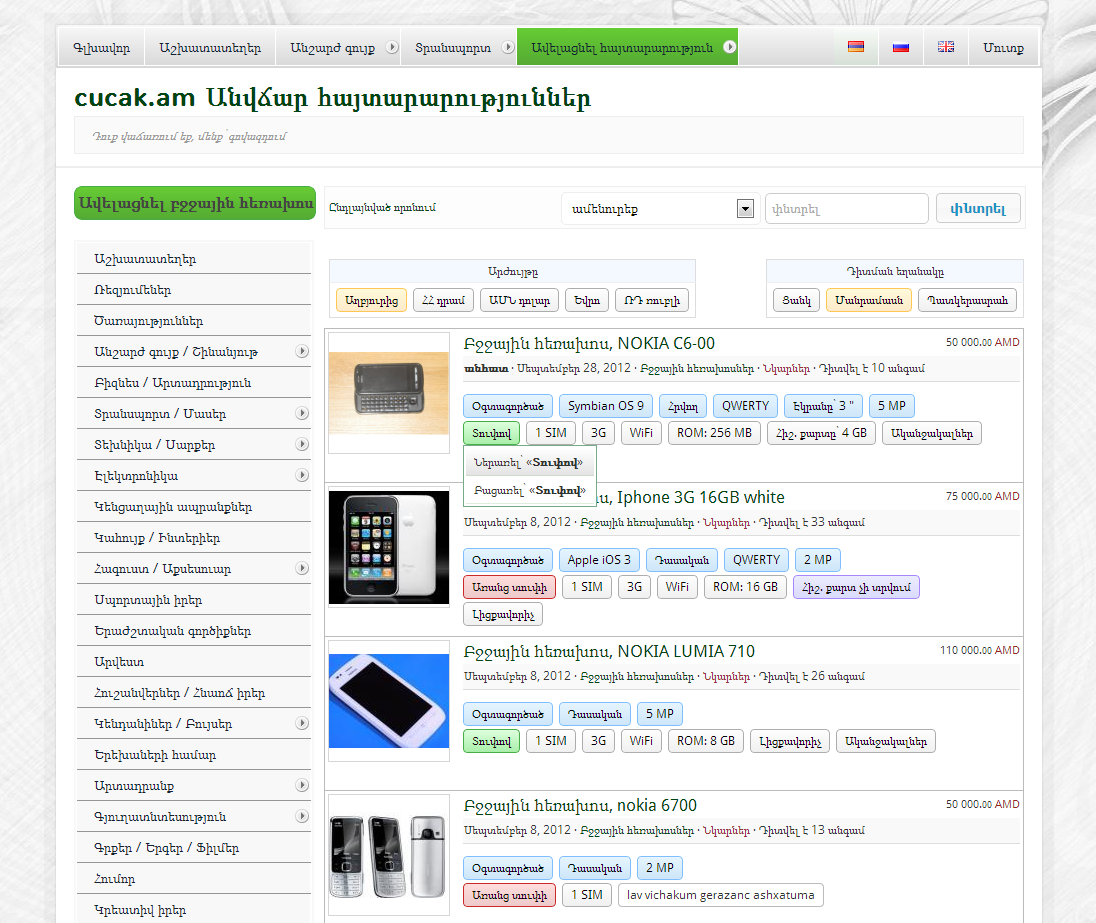 Գլխավոր Աշխատատեղեր Անշարժ գույք Տրանսպորտ Ավելացնել հայտարարություն Մուտք
cucak.am Անվճար հայտարարություններ
Դուք վաճառում եք, մենք՝ գովազդում
Ավելացնել բջջային հեռախոս
Ընդլայնված որոնում ամենուրեք փնտրել փնտրել
Աշխատատեղեր
Ռեզյումեներ
Ծառայություններ
Անշարժ գույք / Շինանյութ
Բիզնես / Արտադրություն
Տրանսպորտ / Մասեր
Տեխնիկա / Սարքեր
Էլեկտրոնիկա
Կենցաղային ապրանքներ
Կահույք / Ինտերիեր
Հագուստ / Աքսեսուար
Սպորտային իրեր
Երաժշտական գործիքներ
Արվեստ
Հուշանվերներ / Հնաոճ իրեր
Կենդանիներ / Բույսեր
Երեխաների համար
Արտադրանք
Գյուղատնտեսություն
Գրքեր / Երգեր / Ֆիլմեր
Հումոր
Կրեատիվ իրեր
Արժույթը
Աղբյուրից ՀՀ դրամ ԱՄՆ դոլար Եվրո ՌԴ ռուբլի
Դիտման եղանակը
Ցանկ Մանրամասն Պատկերասրահ
Բջջային հեռախոս, NOKIA C6-00 50 000.00 AMD
անհատ · Սեպտեմբեր 28, 2012 · Բջջային հեռախոսներ · Նկարներ · Դիտվել է 10 անգամ
Օգտագործած Symbian OS 9 Հրվող QWERTY Էկրանը՝ 3 " 5 MP
Տուփով 1 SIM 3G WiFi ROM: 256 MB Հիշ. քարտը՝ 4 GB Ականջակալներ
Ներառել՝ «Տուփով»
Բացառել՝ «Տուփով»
ս, Iphone 3G 16GB white 75 000.00 AMD
Սեպտեմբեր 8, 2012 · Բջջային հեռախոսներ · Նկարներ · Դիտվել է 33 անգամ
Օգտագործած Apple iOS 3 Դասական QWERTY 2 MP
Առանց տուփի 1 SIM 3G WiFi ROM: 16 GB Հիշ. քարտ չի տրվում
Լիցքավորիչ
Բջջային հեռախոս, NOKIA LUMIA 710 110 000.00 AMD
Սեպտեմբեր 8, 2012 · Բջջային հեռախոսներ · Նկարներ · Դիտվել է 26 անգամ
Օգտագործած Դասական 5 MP
Տուփով 1 SIM 3G WiFi ROM: 8 GB Լիցքավորիչ Ականջակալներ
Բջջային հեռախոս, nokia 6700 50 000.00 AMD
Սեպտեմբեր 8, 2012 · Բջջային հեռախոսներ · Նկարներ · Դիտվել է 13 անգամ
Օգտագործած Դասական 2 MP
Առանց տուփի 1 SIM lav vichakum gerazanc ashxatuma